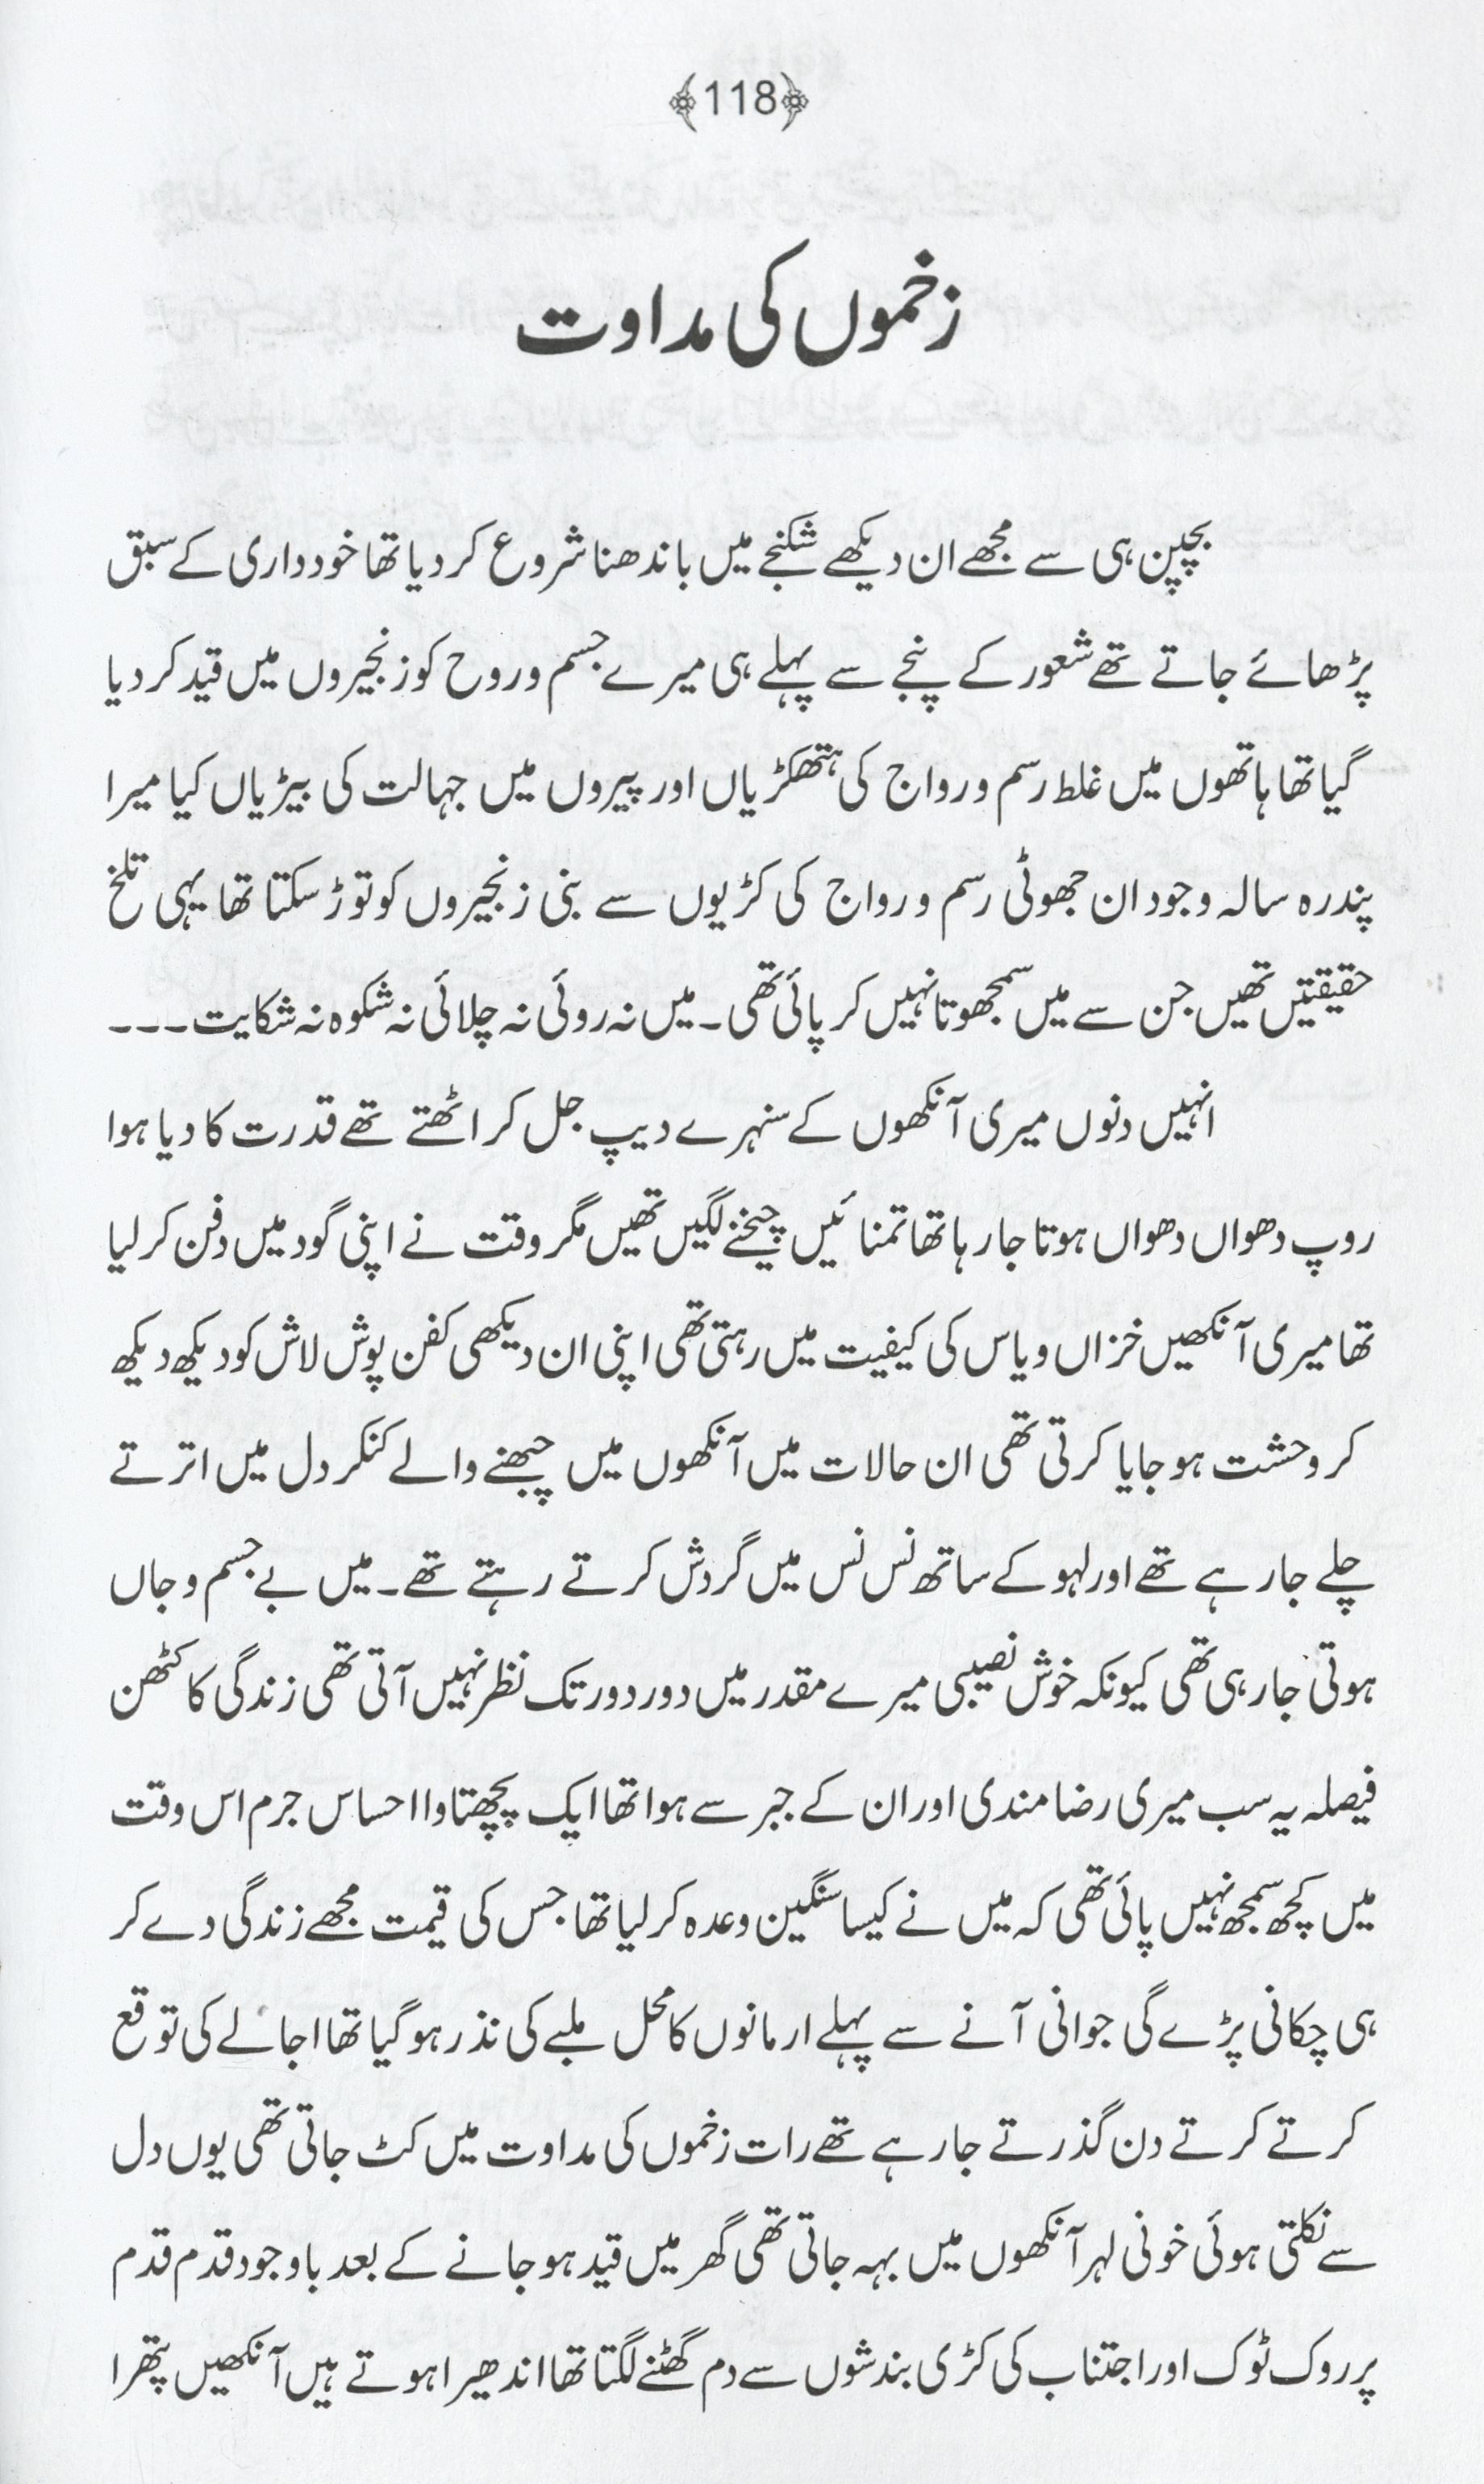 ﴿118﴾
زخموں کی مداوت
بچپن ہی سے مجھے ان دیکھے شکنجے میں باندھنا شروع کر دیا تھا خودداری کے سبق
پڑھائے جاتے تھے شعور کے پنجے سے پہلے ہی میرے جسم و روح کو زنجیروں میں قید کر دیا
گیا تھا ہاتھوں میں غلط رسم و رواج کی ہتھکڑیاں اور پیروں میں جہالت کی بیڑیاں کیا میرا
پندرہ سالہ وجود ان جھوٹی رسم و رواج کی کڑیوں سے بنی زنجیروں کو توڑ سکتا تھا یہی تلخ
حقیقتیں تھیں جن سے میں سمجھوتا نہیں کر پائی تھی۔ میں نہ روئی نہ چلائی نہ شکوہ نہ شکایت۔۔۔
انہیں دنوں میری آنکھوں کے سنہرے دیپ جل کر اٹھتے تھے قدرت کا دیا ہوا
روپ دھواں دھواں ہوتا جا رہا تھا تمنائیں چیخنے لگیں تھیں مگر وقت نے اپنی گود میں دفن کر لیا
تھا میری آنکھیں خزاں و یاس کی کیفیت میں رہتی تھی اپنی ان دیکھی کفن پوش لاش کو دیکھ دیکھ
کر وحشت ہو جایا کرتی تھی ان حالات میں آنکھوں میں چبھنے والے کنکر دل میں اترتے
چلے جا رہے تھے اور لہو کے ساتھ نس نس میں گردش کرتے رہتے تھے۔ میں بے جسم و جاں
ہوتی جا رہی تھی کیونکہ خوش نصیبی میرے مقدر میں دور دور تک نظر نہیں آتی تھی زندگی کا کٹھن
فیصلہ یہ سب میری رضامندی اور ان کے جبر سے ہوا تھا ایک پچھتاوا احساس جرم اس وقت
میں کچھ سمجھ نہیں پائی تھی کہ میں نے کیسا سنگین وعدہ کر لیا تھا جس کی قیمت مجھے زندگی دے کر
ہی چکانی پڑے گی جوانی آنے سے پہلے ارمانوں کا محل ملبے کی نذر ہو گیا تھا اجالے کی توقع
کرتے کرتے دن گذرتے جا رہے تھے رات زخموں کی مداوت میں کٹ جاتی تھی یوں دل
سے نکلتی ہوئی خونی لہر آنکھوں میں بہہ جاتی تھی گھر میں قید ہو جانے کے بعد باوجود قدم قدم
پر روک ٹوک اور اجتناب کی کڑی بندشوں سے دم گھٹنے لگتا تھا اندھیرا ہوتے ہیں آنکھیں پتھرا